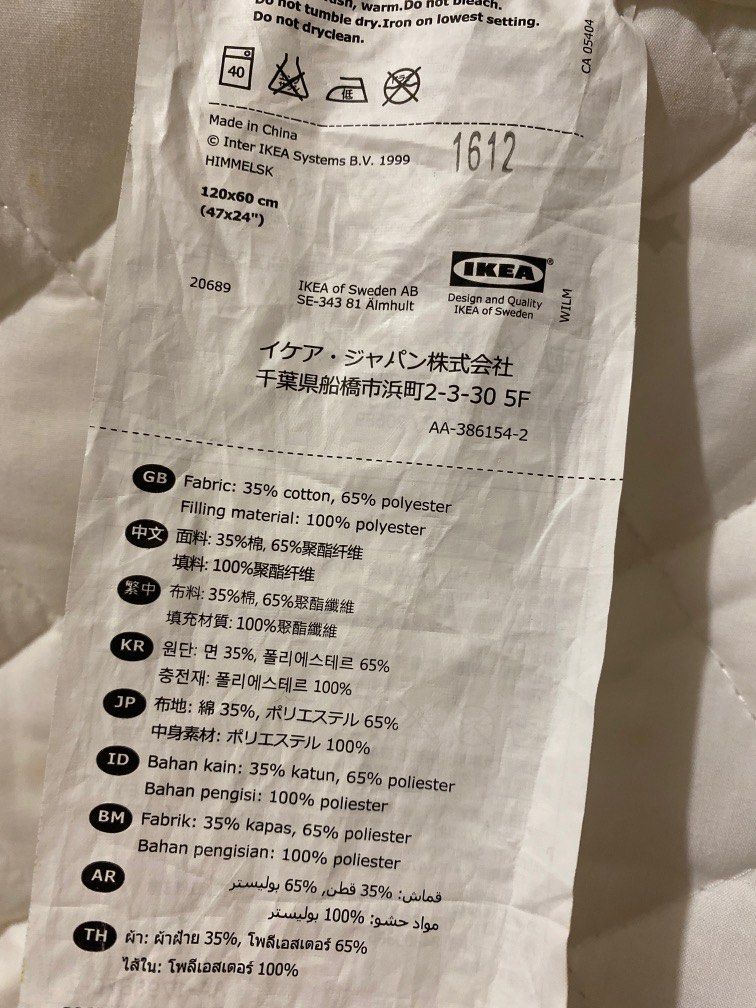 warm.Do not bleach.
Do not tumble dry.Iron on lowest setting.
Do not dryclean.
CA 05404
40
低
Made in China
© Inter IKEA Systems B.V. 1999
HIMMELSK
1612
120x60 cm
(47x24")
20689
IKEA of Sweden AB
SE-343 81 Älmhult
IKEA®
Design and Quality
IKEA of Sweden
WILM
イケア・ジャパン株式会社
千葉県船橋市浜町2-3-30 5F
AA-386154-2
GB Fabric: 35% cotton, 65% polyester
Filling material: 100% polyester
中文 面料: 35%棉, 65%聚酯纤维
填料: 100%聚酯纤维
繁中 布料: 35%棉, 65%聚酯纖維
填充材質: 100%聚酯纖維
KR 원단: 면 35%, 폴리에스테르 65%
충전재: 폴리에스테르 100%
JP 布地: 綿 35%, ポリエステル 65%
中身素材: ポリエステル 100%
ID Bahan kain: 35% katun, 65% poliester
Bahan pengisi: 100% poliester
BM Fabrik: 35% kapas, 65% poliester
Bahan pengisian: 100% poliester
AR قماش: %35 قطن, %65 بوليستر
مواد حشو: %100 بوليستر
TH ผ้า: ผ้าฝ้าย 35%, โพลีเอสเตอร์ 65%
ไส้ใน: โพลีเอสเตอร์ 100%